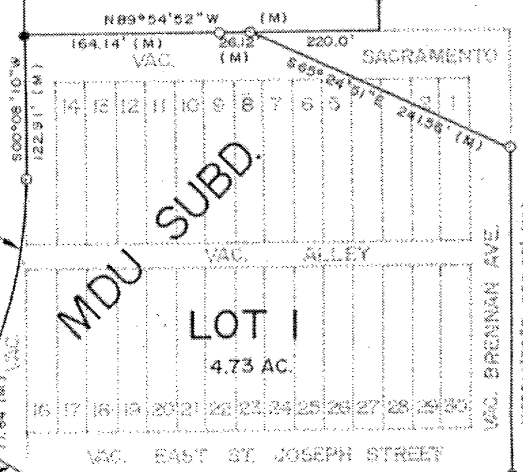 N89°54'52"W (M)
164.14' (M) 26.12' (M) 220.0'
VAC. SACRAMENTO
S00°08'10"W
122.91' (M)
S65°24'51"E 241.56' (M)
14 13 12 11 10 9 8 7 6 5 2 1
MDU SUBD.
VAC. ALLEY
LOT 1
4.73 AC.
VAC. BRENNAN AVE.
VAC.
16 17 18 19 20 21 22 23 24 25 26 27 28 29 30
VAC. EAST ST. JOSEPH STREET